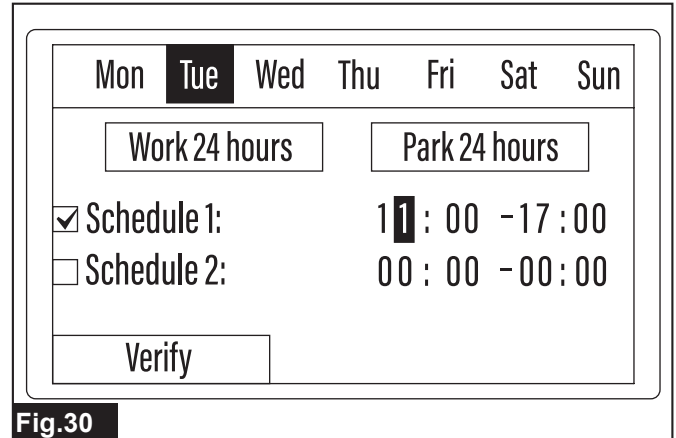 Mon Tue Wed Thu Fri Sat Sun
Work 24 hours Park 24 hours
Schedule 1: 11 : 00 -17 : 00
Schedule 2: 00 : 00 -00 : 00
Verify
Fig.30